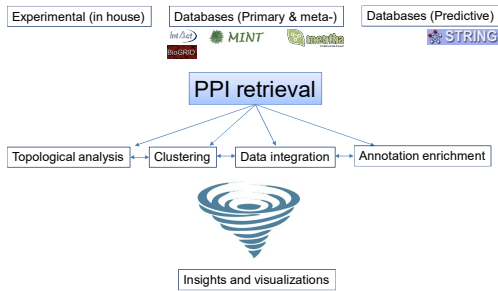 Experimental (in house)
Databases (Primary & meta-)
Databases (Predictive)
IntAct
MINT
mentha
STRING
BioGRID
PPI retrieval
Topological analysis
Clustering
Data integration
Annotation enrichment
Insights and visualizations